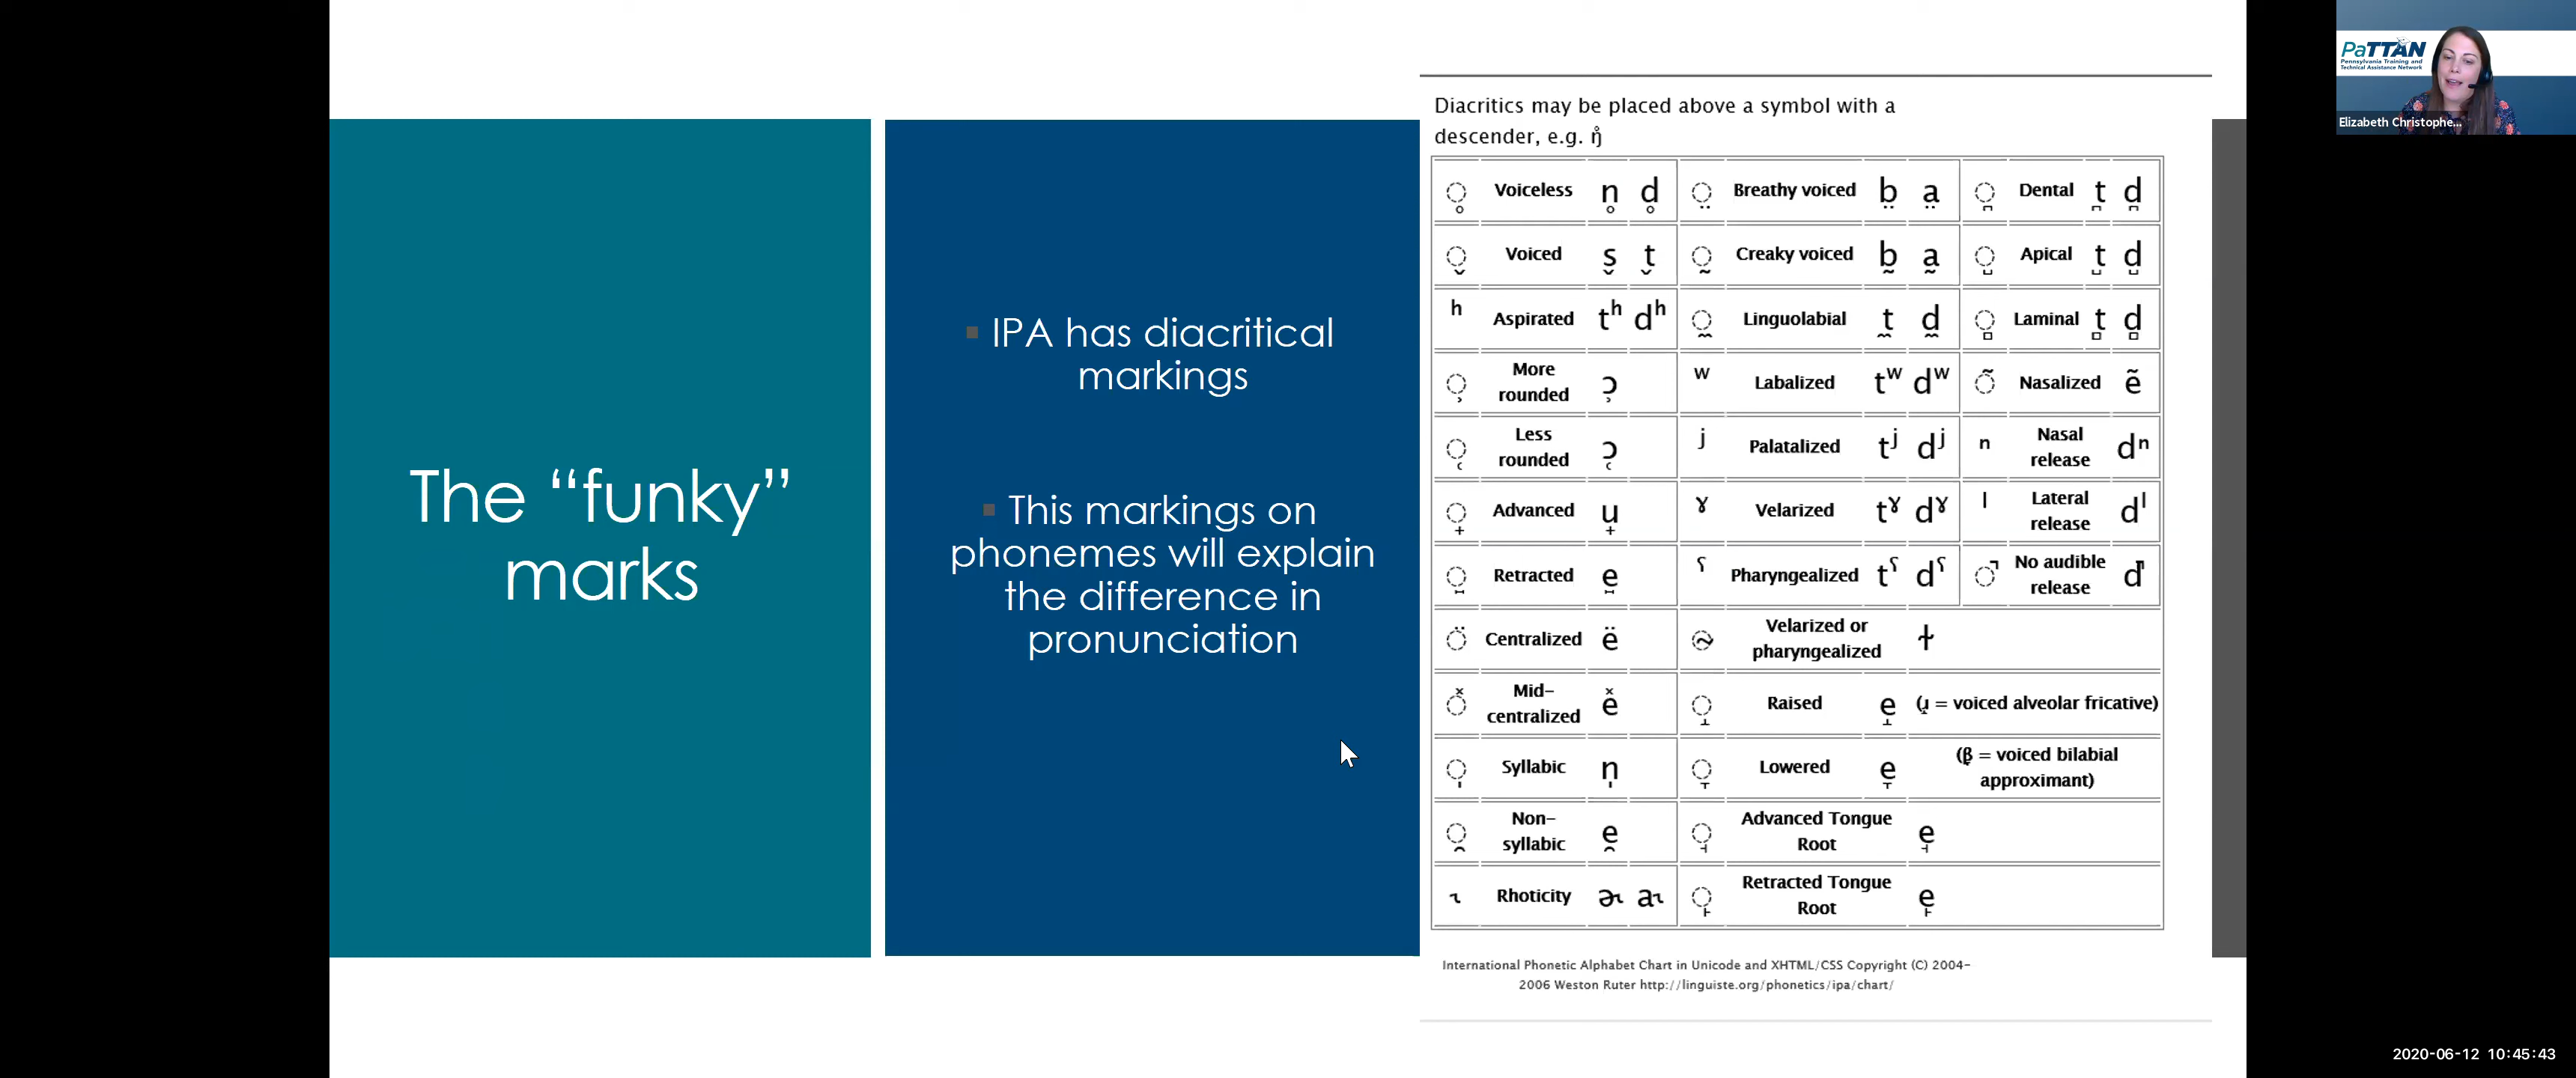 The “funky”
marks
▪ IPA has diacritical
markings
▪ This markings on
phonemes will explain
the difference in
pronunciation
Diacritics may be placed above a symbol with a
descender, e.g. ŋ̊
◌̥ Voiceless n̥ d̥ ◌̤ Breathy voiced b̤ a̤ ◌̪ Dental t̪ d̪
◌̬ Voiced s̬ t̬ ◌̰ Creaky voiced b̰ a̰ ◌̺ Apical t̺ d̺
ʰ Aspirated tʰ dʰ ◌̼ Linguolabial t̼ d̼ ◌̻ Laminal t̻ d̻
◌̹ More
rounded ɔ̹ ʷ Labalized tʷ dʷ ◌̃ Nasalized ẽ
◌̜ Less
rounded ɔ̜ ʲ Palatalized tʲ dʲ ⁿ Nasal
release dⁿ
◌̟ Advanced u̟ ˠ Velarized tˠ dˠ ˡ Lateral
release dˡ
◌̠ Retracted e̠ ˤ Pharyngealized tˤ dˤ ◌̚ No audible
release d̚
◌̈ Centralized ë ◌̴ Velarized or
pharyngealized ɫ
◌̽ Mid-
centralized e̽ ◌̝ Raised e̝ (ɹ̝ = voiced alveolar fricative)
◌̩ Syllabic n̩ ◌̞ Lowered e̞ (β̞ = voiced bilabial
approximant)
◌̯ Non-
syllabic e̯ ◌̘ Advanced Tongue
Root e̘
˞ Rhoticity ɚ a˞ ◌̙ Retracted Tongue
Root e̙
International Phonetic Alphabet Chart in Unicode and XHTML/CSS Copyright (C) 2004-
2006 Weston Ruter http://linguiste.org/phonetics/ipa/chart/
PaTTAN
Pennsylvania Training and
Technical Assistance Network
Elizabeth Christophe...
2020-06-12 10:45:43